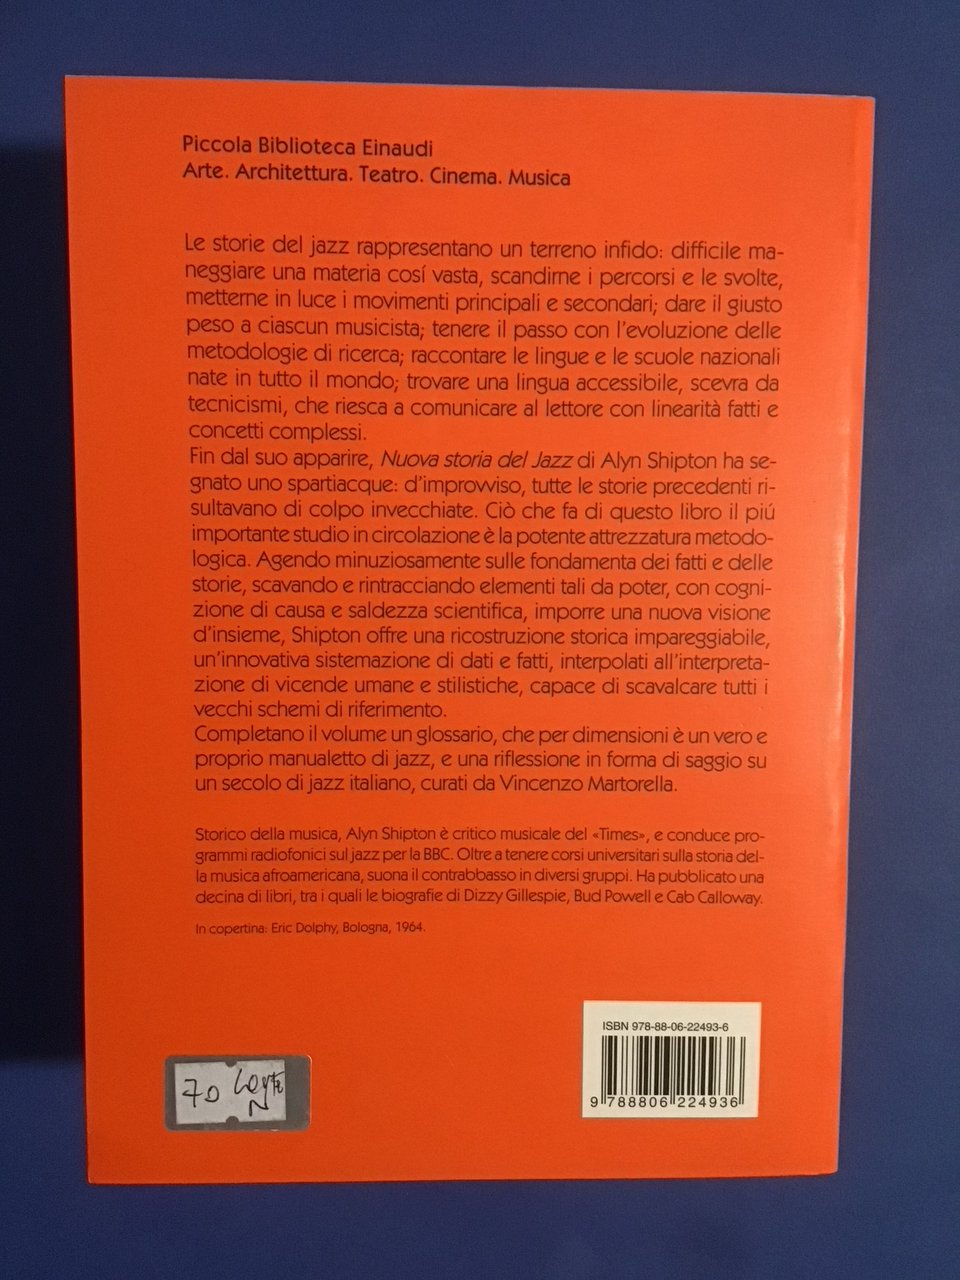 Piccola Biblioteca Einaudi
Arte. Architettura. Teatro. Cinema. Musica
Le storie del jazz rappresentano un terreno infido: difficile ma-
neggiare una materia cosí vasta, scandirne i percorsi e le svolte,
metterne in luce i movimenti principali e secondari; dare il giusto
peso a ciascun musicista; tenere il passo con l'evoluzione delle
metodologie di ricerca; raccontare le lingue e le scuole nazionali
nate in tutto il mondo; trovare una lingua accessibile, scevra da
tecnicismi, che riesca a comunicare al lettore con linearità fatti e
concetti complessi.
Fin dal suo apparire, Nuova storia del Jazz di Alyn Shipton ha se-
gnato uno spartiacque: d'improvviso, tutte le storie precedenti ri-
sultavano di colpo invecchiate. Ciò che fa di questo libro il piú
importante studio in circolazione è la potente attrezzatura metodo-
logica. Agendo minuziosamente sulle fondamenta dei fatti e delle
storie, scavando e rintracciando elementi tali da poter, con cogni-
zione di causa e saldezza scientifica, imporre una nuova visione
d'insieme, Shipton offre una ricostruzione storica impareggiabile,
un'innovativa sistemazione di dati e fatti, interpolati all'interpreta-
zione di vicende umane e stilistiche, capace di scavalcare tutti i
vecchi schemi di riferimento.
Completano il volume un glossario, che per dimensioni è un vero e
proprio manualetto di jazz, e una riflessione in forma di saggio su
un secolo di jazz italiano, curati da Vincenzo Martorella.
Storico della musica, Alyn Shipton è critico musicale del «Times», e conduce pro-
grammi radiofonici sul jazz per la BBC. Oltre a tenere corsi universitari sulla storia del-
la musica afroamericana, suona il contrabbasso in diversi gruppi. Ha pubblicato una
decina di libri, tra i quali le biografie di Dizzy Gillespie, Bud Powell e Cab Calloway.
In copertina: Eric Dolphy, Bologna, 1964.
ISBN 978-88-06-22493-6
9 788806 224936
70
N